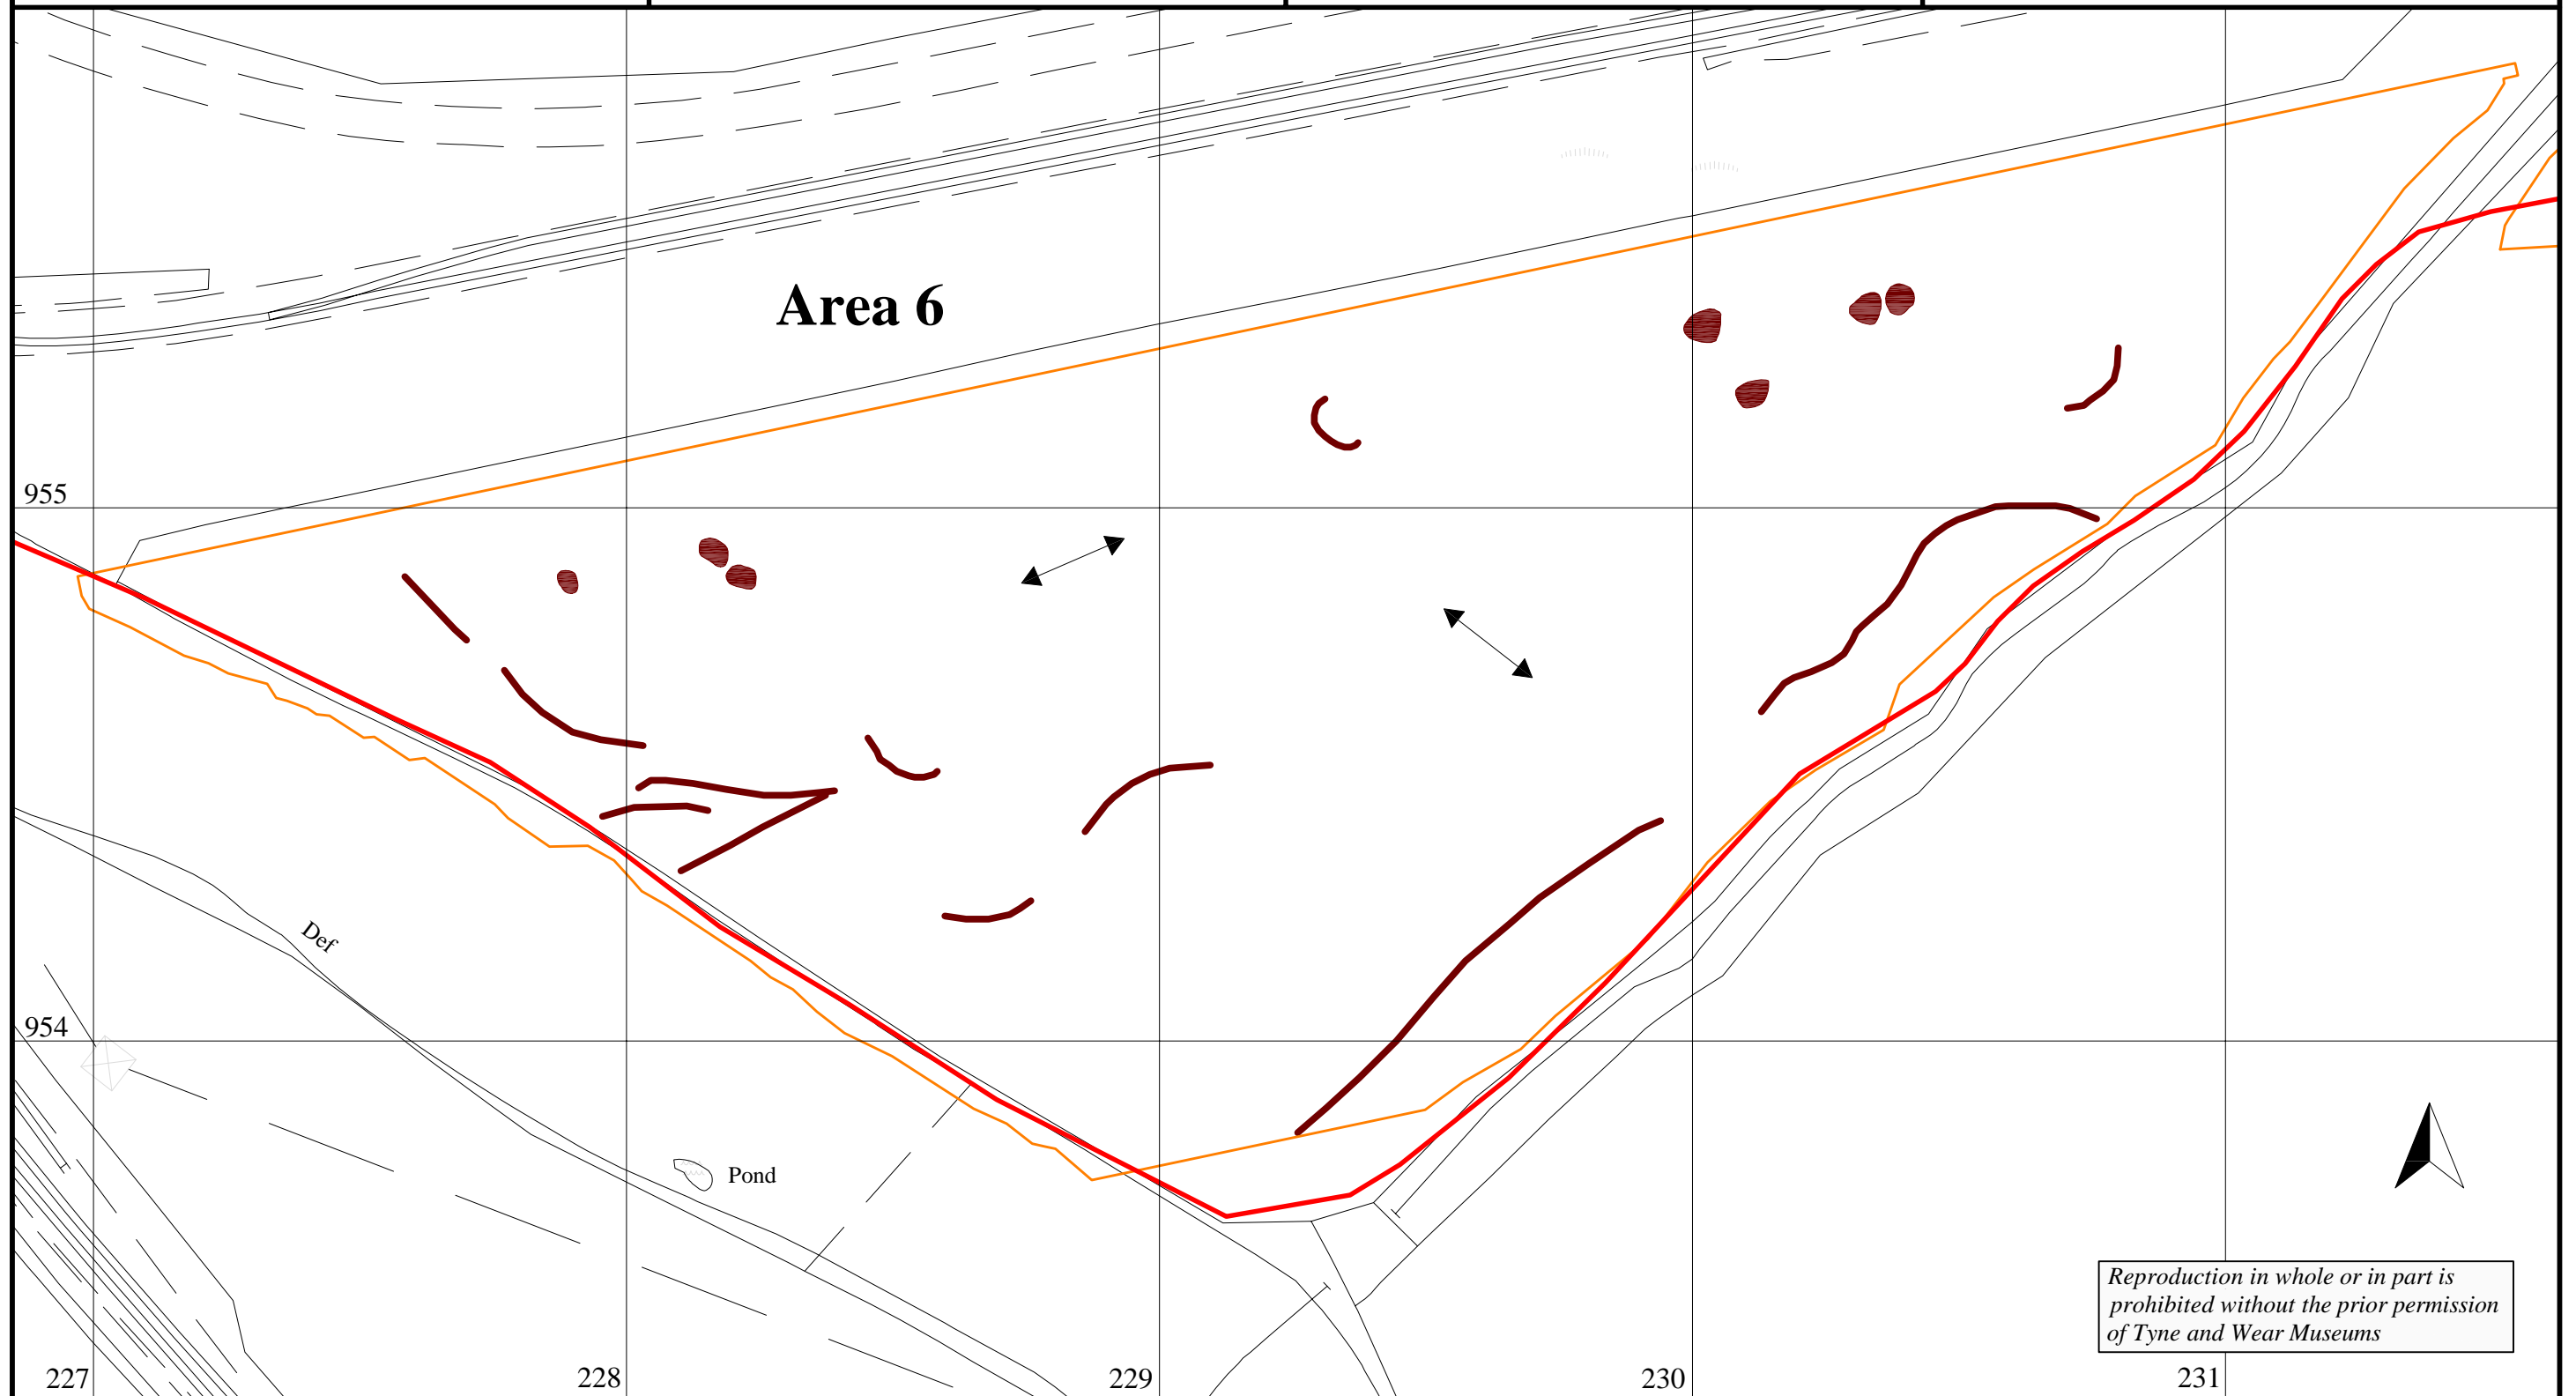 Area 6
955
Def
954
Pond
Reproduction in whole or in part is
prohibited without the prior permission
of Tyne and Wear Museums
227
228
229
230
231